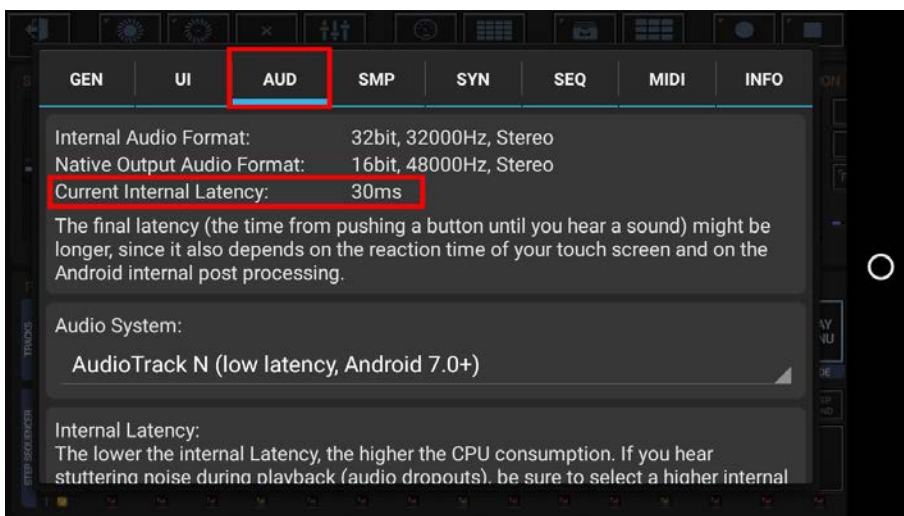 GEN UI AUD SMP SYN SEQ MIDI INFO
Internal Audio Format: 32bit, 32000Hz, Stereo
Native Output Audio Format: 16bit, 48000Hz, Stereo
Current Internal Latency: 30ms
The final latency (the time from pushing a button until you hear a sound) might be
longer, since it also depends on the reaction time of your touch screen and on the
Android internal post processing.
TRACKS
Audio System:
AudioTrack N (low latency, Android 7.0+)
STEP SEQUENCER
Internal Latency:
The lower the internal Latency, the higher the CPU consumption. If you hear
stuttering noise during playback (audio dropouts), be sure to select a higher internal